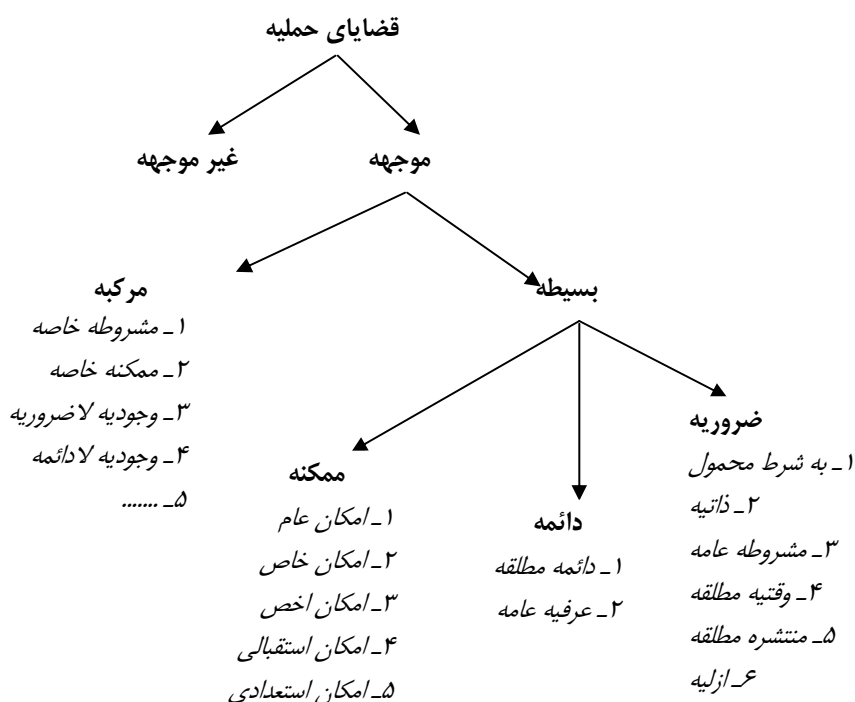 قضایای حملیه
موجهه
غیر موجهه
بسیطه
مرکبه
۱ـ مشروطه خاصه
۲ـ ممکنه خاصه
۳ـ وجودیه لاضروریه
۴ـ وجودیه لادائمه
۵ـ .......
ضروریه
۱ـ به شرط محمول
۲ـ ذاتیه
۳ـ مشروطه عامه
۴ـ وقتیه مطلقه
۵ـ منتشره مطلقه
۶ـ ازلیه
دائمه
۱ـ دائمه مطلقه
۲ـ عرفیه عامه
ممکنه
۱ـ امکان عام
۲ـ امکان خاص
۳ـ امکان اخص
۴ـ امکان استقبالی
۵ـ امکان استعدادی